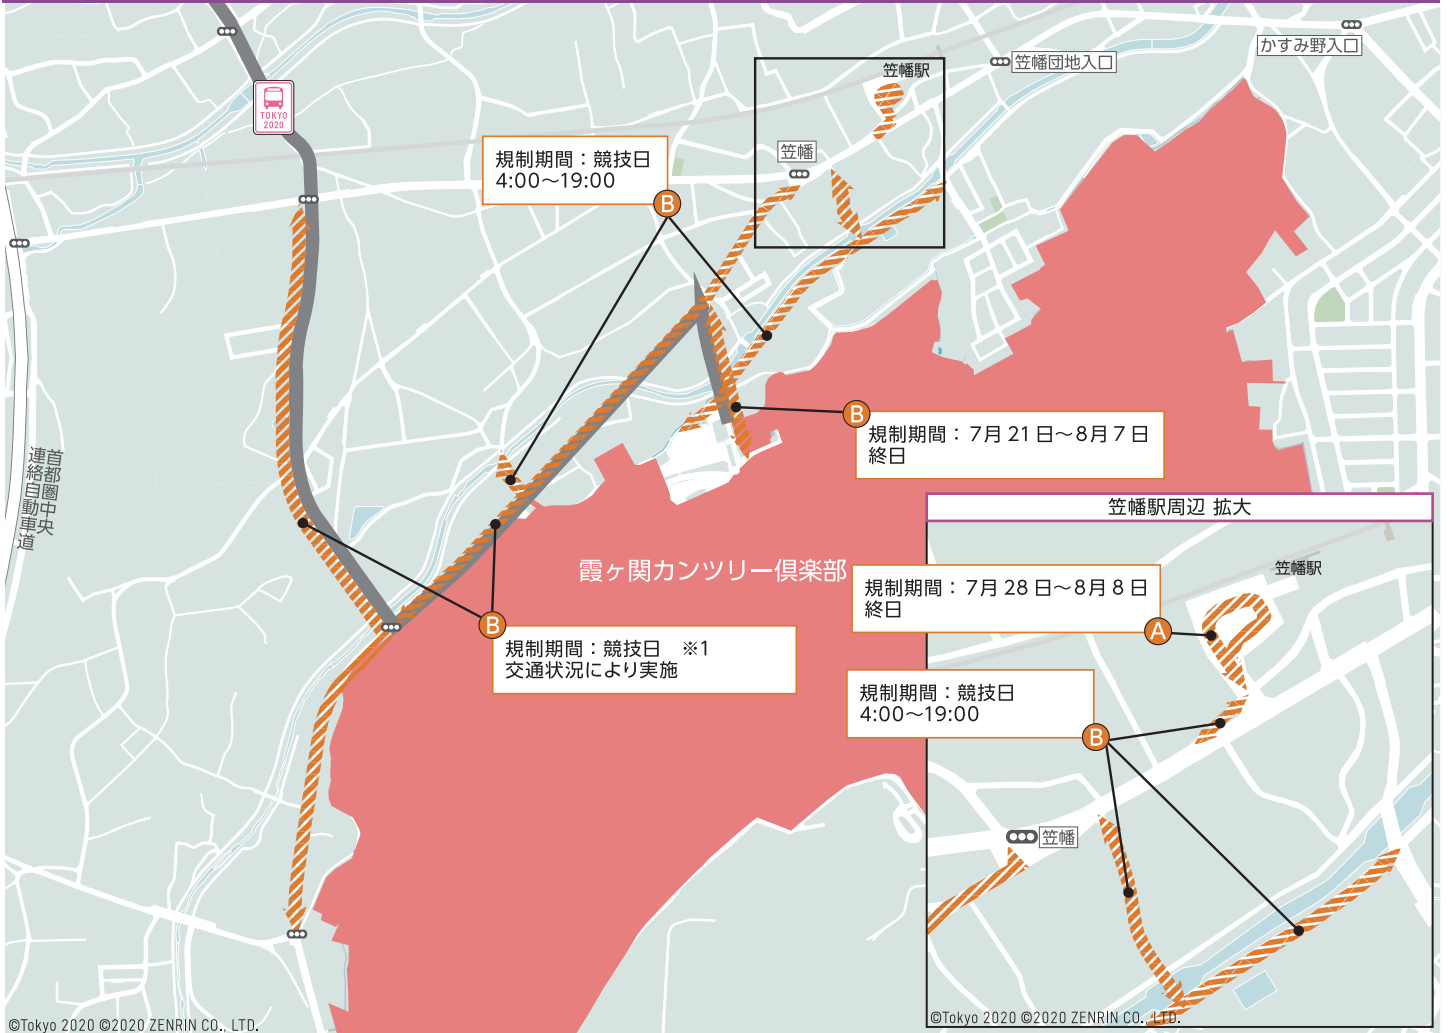 かすみ野入口
笠幡団地入口
笠幡駅
TOKYO
2020
笠幡
規制期間：競技日
4:00～19:00
B
B
規制期間：7月21日～8月7日
終日
首都圏中央
連絡自動車道
霞ヶ関カンツリー倶楽部
B
規制期間：競技日　※1
交通状況により実施
笠幡駅周辺 拡大
笠幡駅
規制期間：7月28日～8月8日
終日
A
規制期間：競技日
4:00～19:00
B
笠幡
©Tokyo 2020 ©2020 ZENRIN CO., LTD.
©Tokyo 2020 ©2020 ZENRIN CO., LTD.